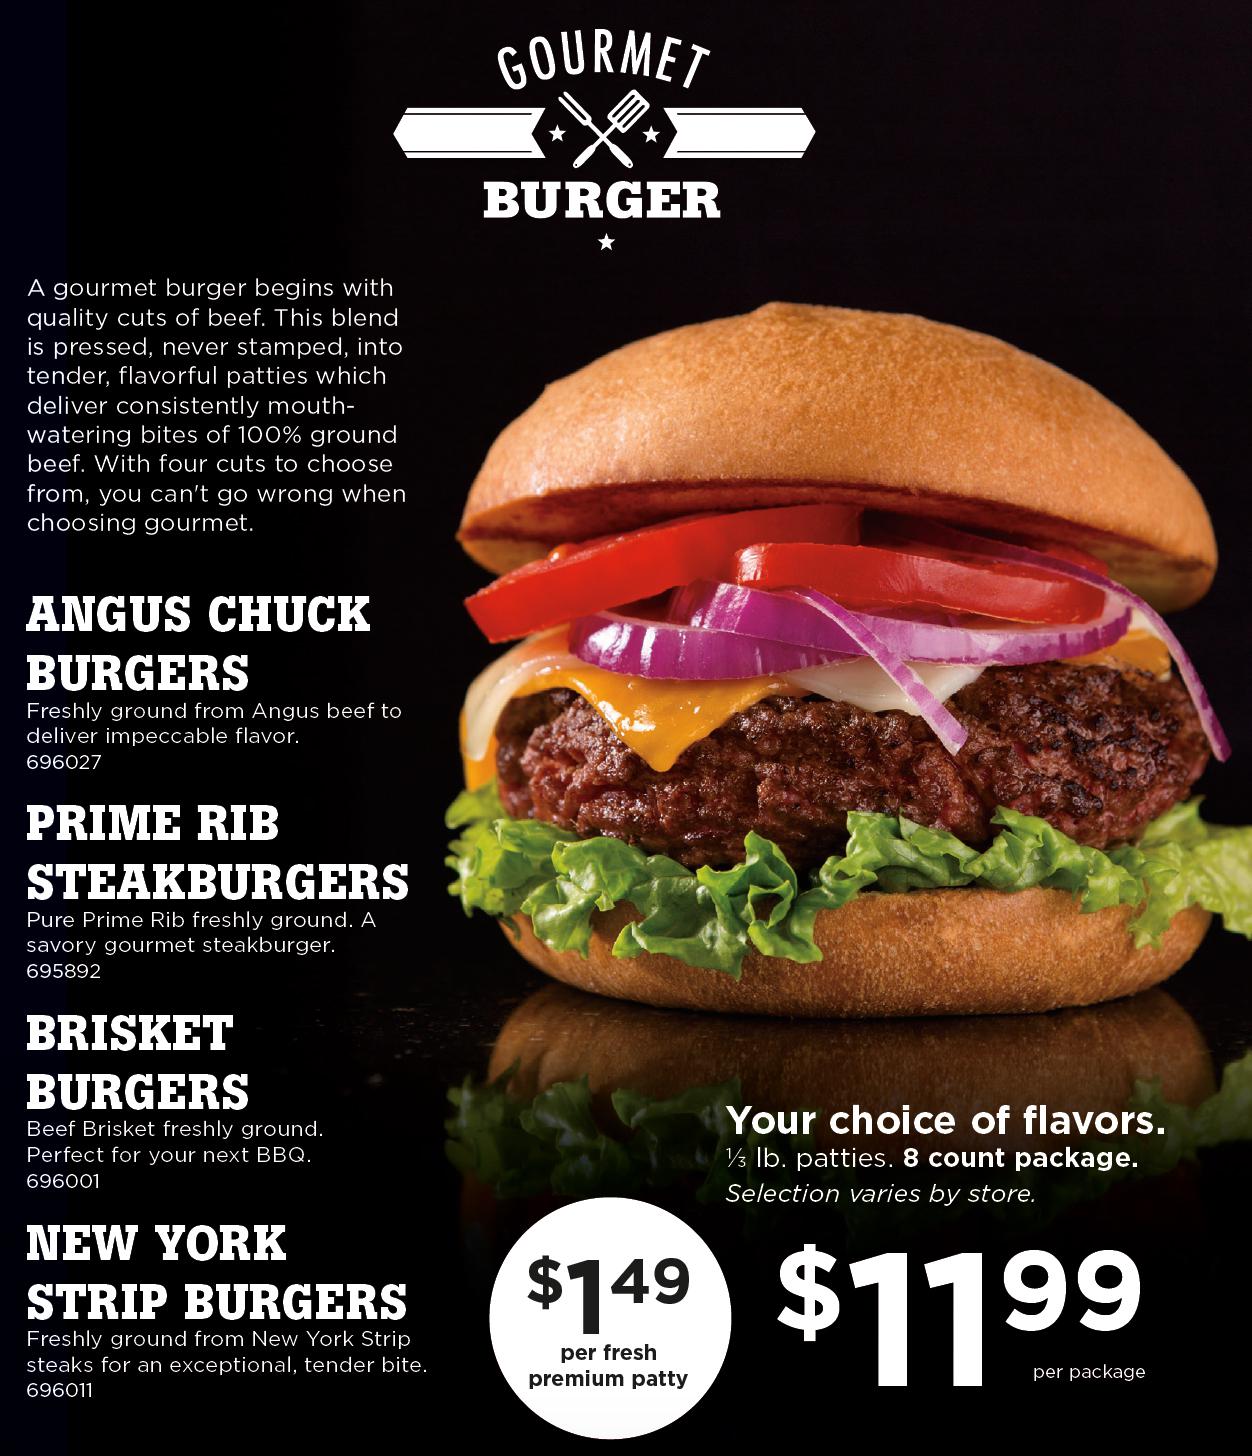 GOURMET
BURGER
A gourmet burger begins with
quality cuts of beef. This blend
is pressed, never stamped, into
tender, flavorful patties which
deliver consistently mouth-
watering bites of 100% ground
beef. With four cuts to choose
from, you can't go wrong when
choosing gourmet.
ANGUS CHUCK
BURGERS
Freshly ground from Angus beef to
deliver impeccable flavor.
696027
PRIME RIB
STEAKBURGERS
Pure Prime Rib freshly ground. A
savory gourmet steakburger.
695892
BRISKET
BURGERS
Beef Brisket freshly ground.
Perfect for your next BBQ.
696001
NEW YORK
STRIP BURGERS
Freshly ground from New York Strip
steaks for an exceptional, tender bite.
696011
Your choice of flavors.
⅓ lb. patties. 8 count package.
Selection varies by store.
$1 49
per fresh
premium patty
$11 99
per package